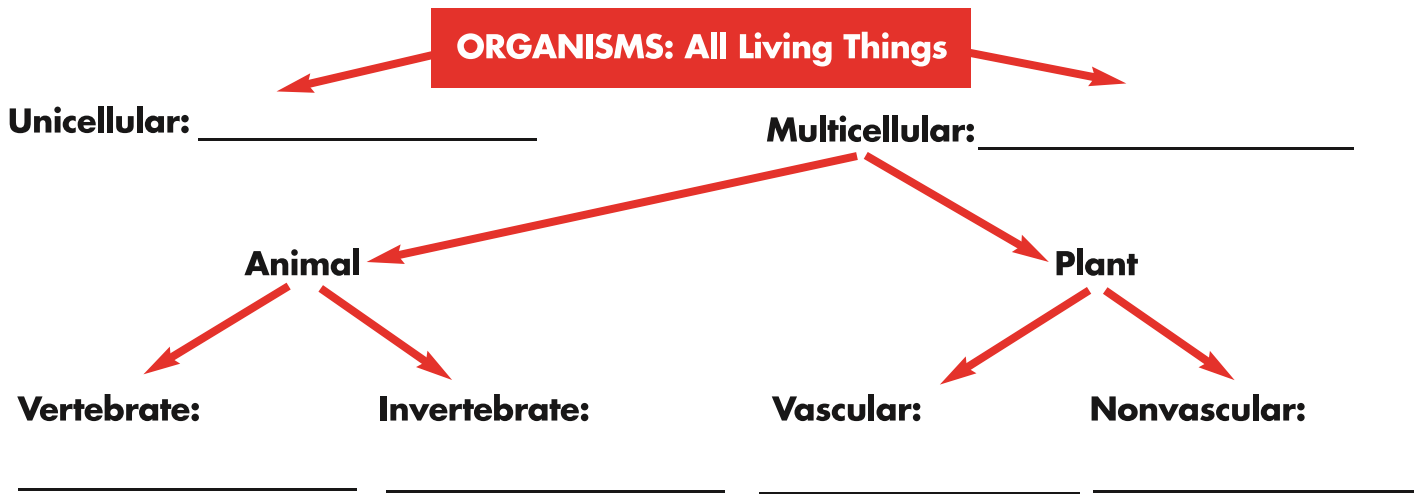 ORGANISMS: All Living Things
Unicellular:
Multicellular:
Animal
Plant
Vertebrate:
Invertebrate:
Vascular:
Nonvascular: